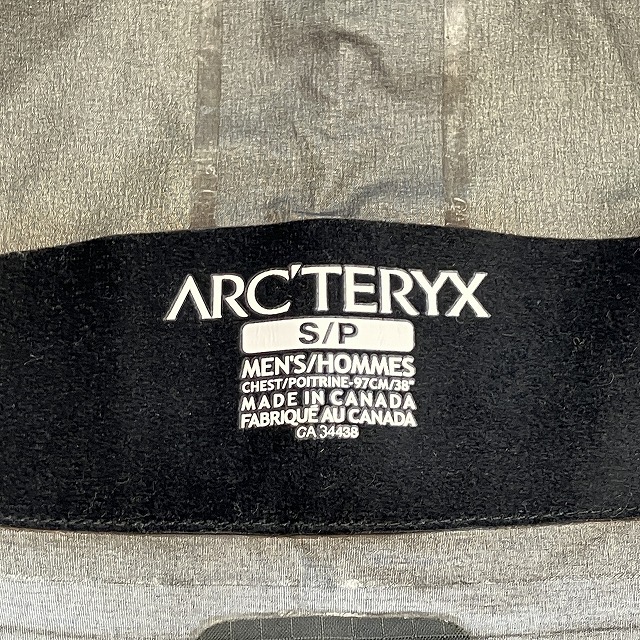 ARC'TERYX
S/P
MEN'S/HOMMES
CHEST/POITRINE-97CM/38"
MADE IN CANADA
FABRIQUÉ AU CANADA
CA 34438